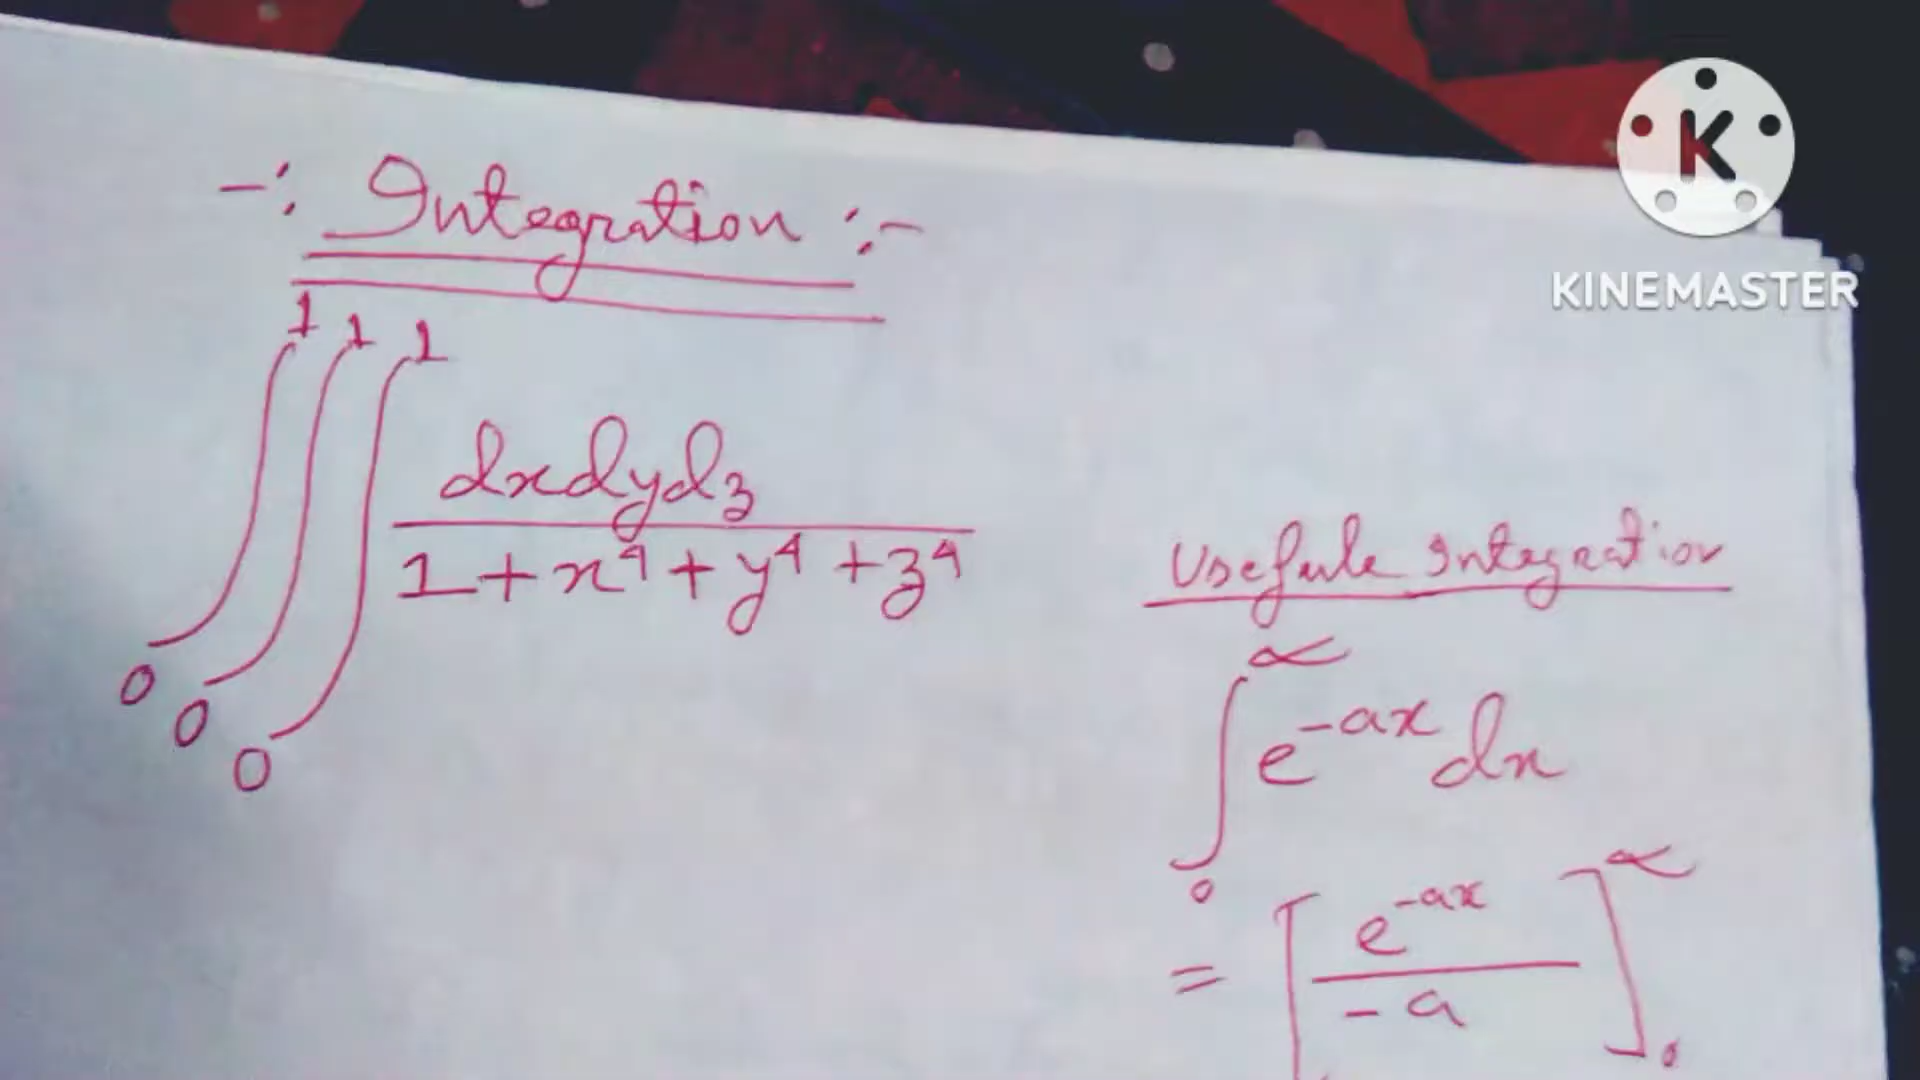 -: Integration :-
∫₀¹ ∫₀¹ ∫₀¹ dxdydz / 1+x⁴+y⁴+z⁴
Usefule Integration
∫₀^∝ e^-ax dx
= [e^-ax / -a]₀^∝
K
KINEMASTER